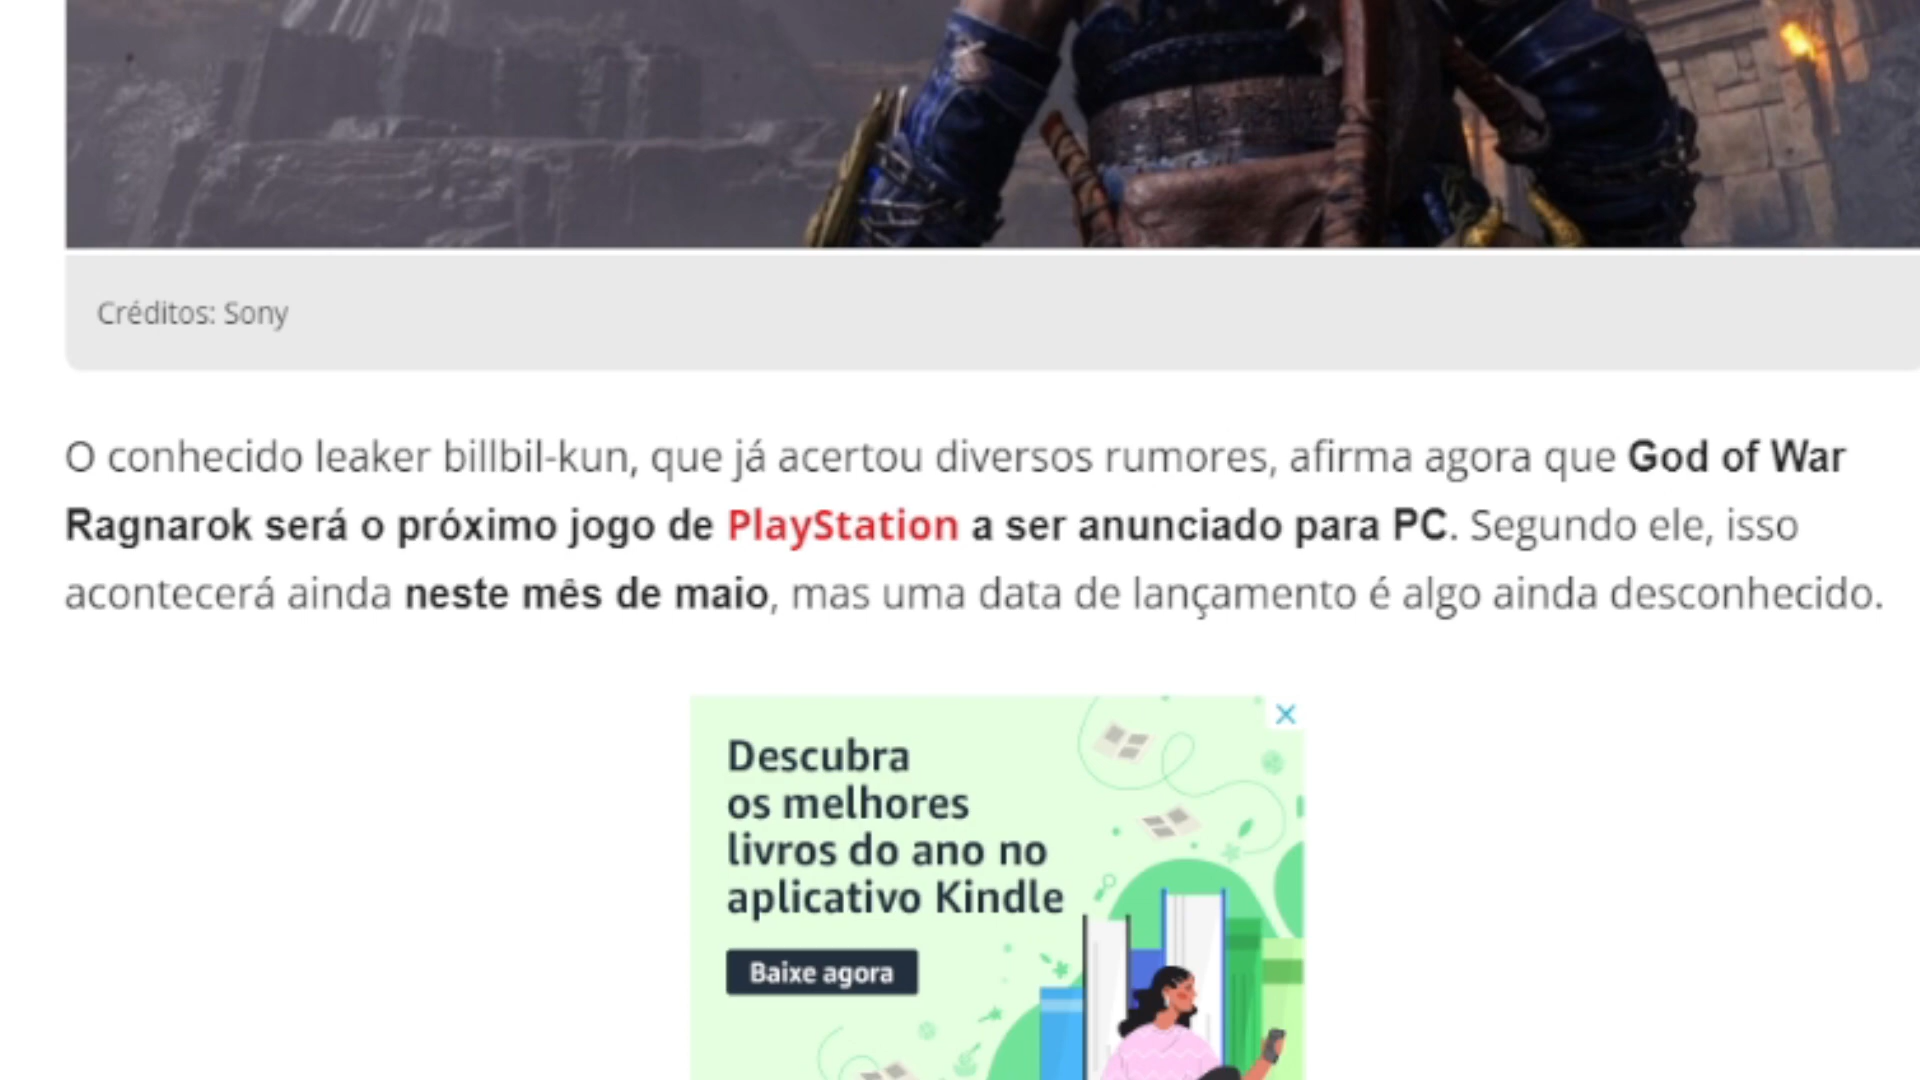 Créditos: Sony
O conhecido leaker billbil-kun, que já acertou diversos rumores, afirma agora que God of War
Ragnarok será o próximo jogo de PlayStation a ser anunciado para PC. Segundo ele, isso
acontecerá ainda neste mês de maio, mas uma data de lançamento é algo ainda desconhecido.
Descubra
os melhores
livros do ano no
aplicativo Kindle
Baixe agora